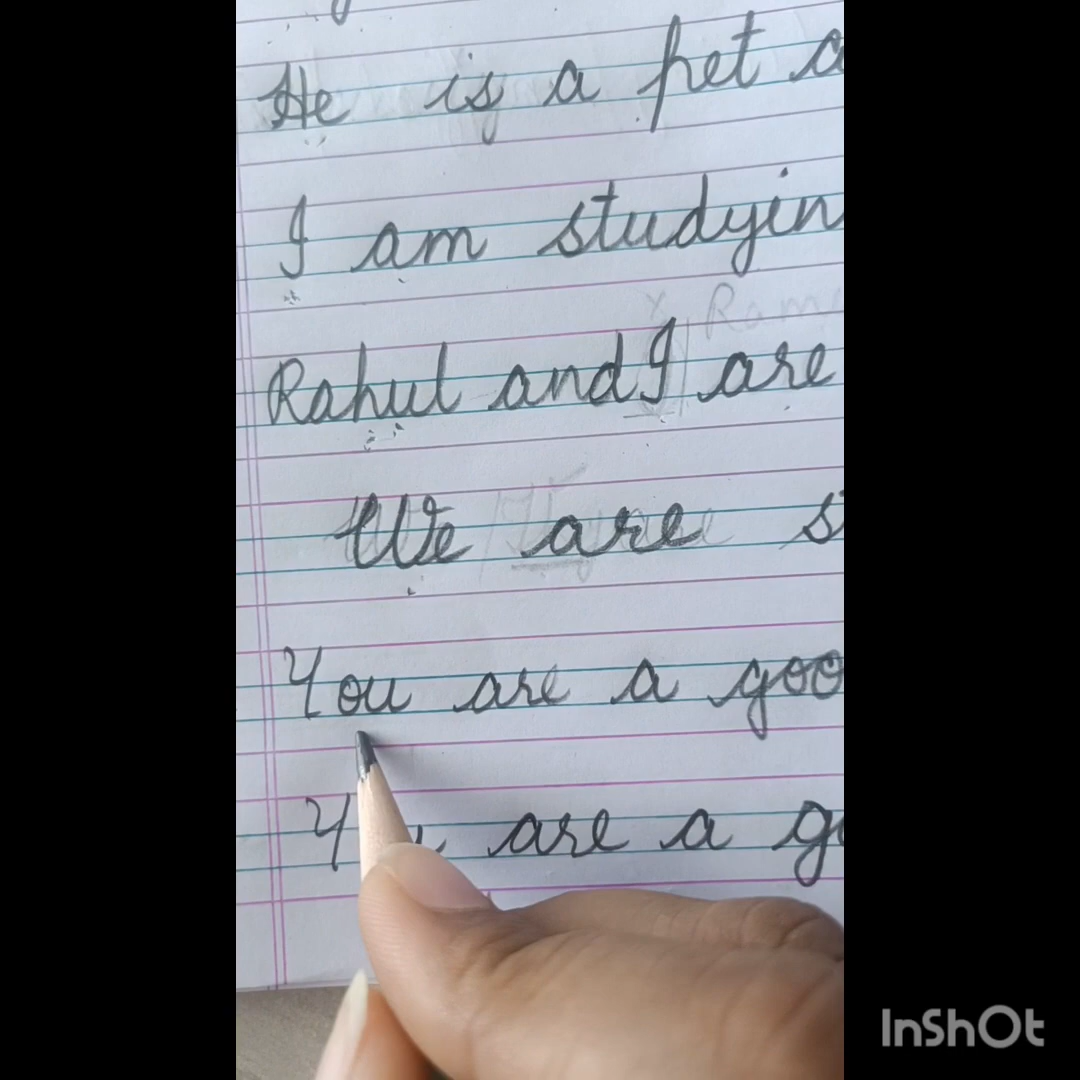 He is a pet
I am studyin
Rahul and I are
We are s
You are a goo
are a g
InShOt